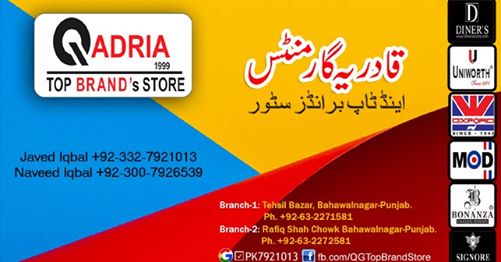 QADRIA
1999
TOP BRAND's STORE
قادریہ گارمنٹس
اینڈ ٹاپ برانڈز سٹور
Javed Iqbal +92-332-7921013
Naveed Iqbal +92-300-7926539
Branch-1: Tehsil Bazar, Bahawalnagar-Punjab.
Ph. +92-63-2271581
Branch-2: Rafiq Shah Chowk Bahawalnagar-Punjab.
Ph. +92-63-2272581
PK7921013 fb.com/QGTopBrandStore
D
DINER'S
U
UNIWORTH
OXFORD
SINCE - 1949
MOD
B
BONANZA
SIGNORE